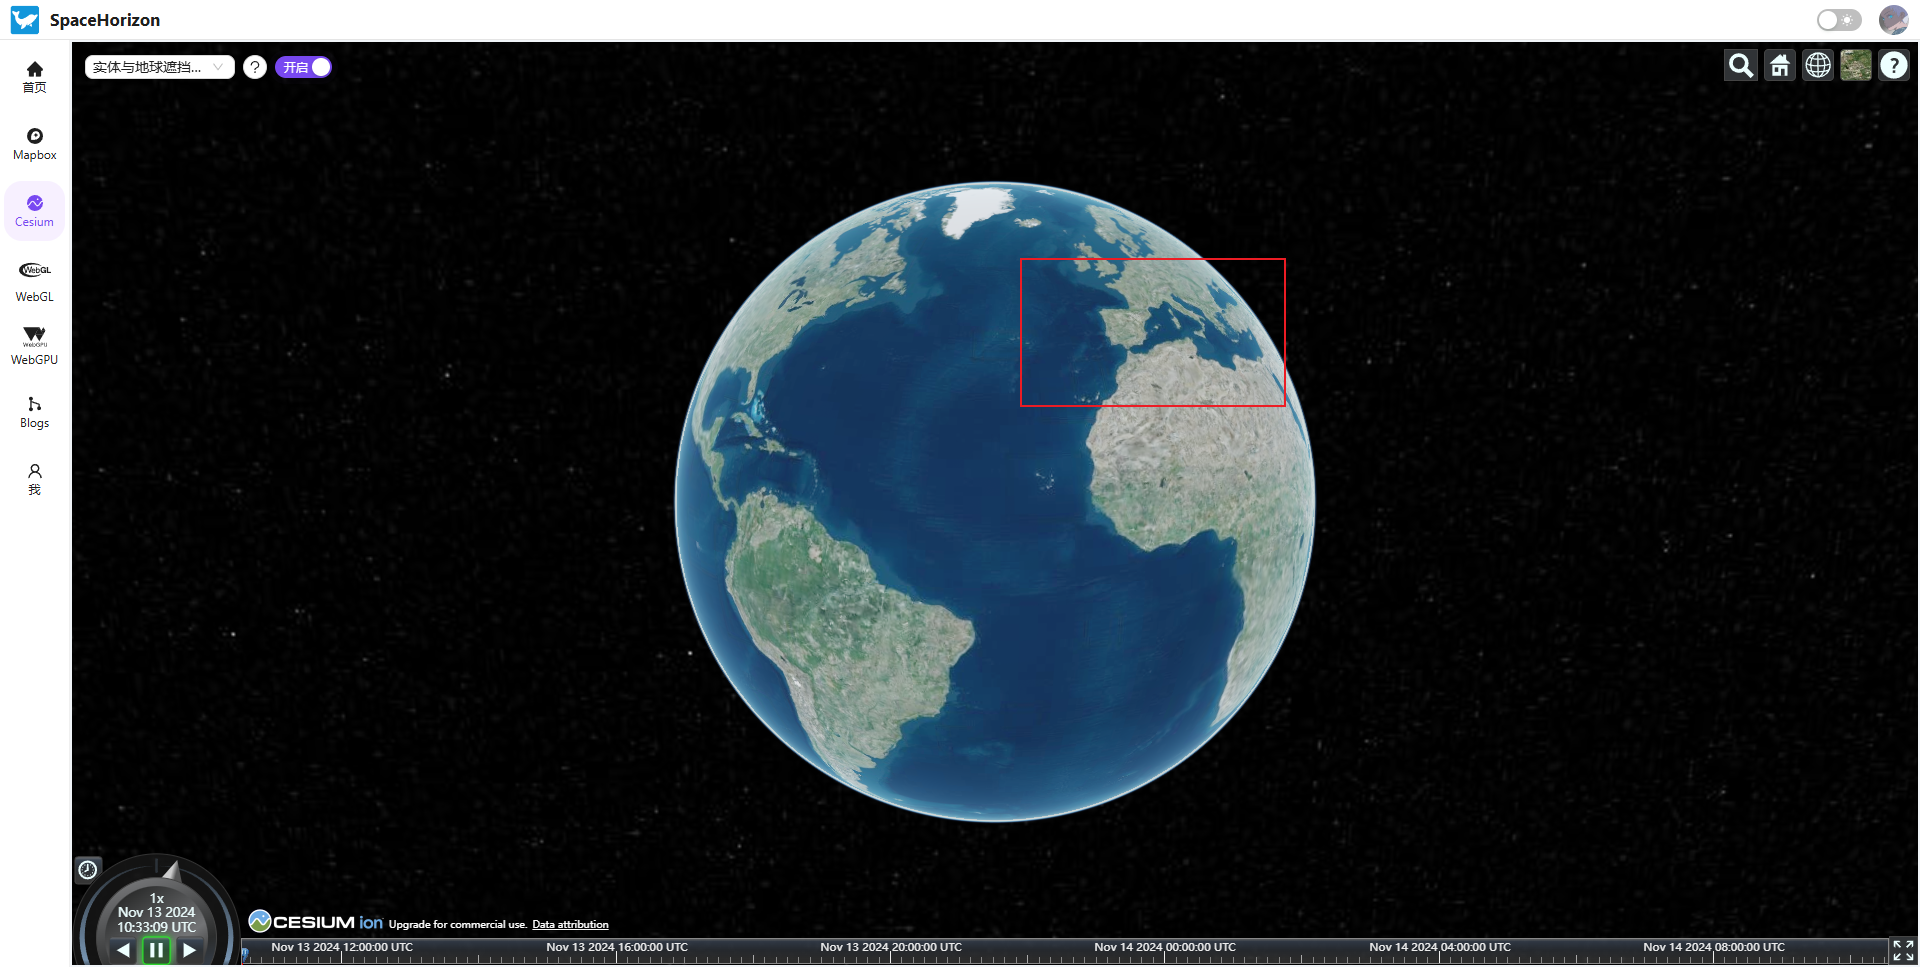 SpaceHorizon
实体与地球遮挡...
?
开启
?
首页
Mapbox
Cesium
WebGL
WebGL
WebGPU
WebGPU
Blogs
我
1x
Nov 13 2024
10:33:09 UTC
CESIUM ion
Upgrade for commercial use. Data attribution
Nov 13 2024 12:00:00 UTC
Nov 13 2024 16:00:00 UTC
Nov 13 2024 20:00:00 UTC
Nov 14 2024 00:00:00 UTC
Nov 14 2024 04:00:00 UTC
Nov 14 2024 08:00:00 UTC